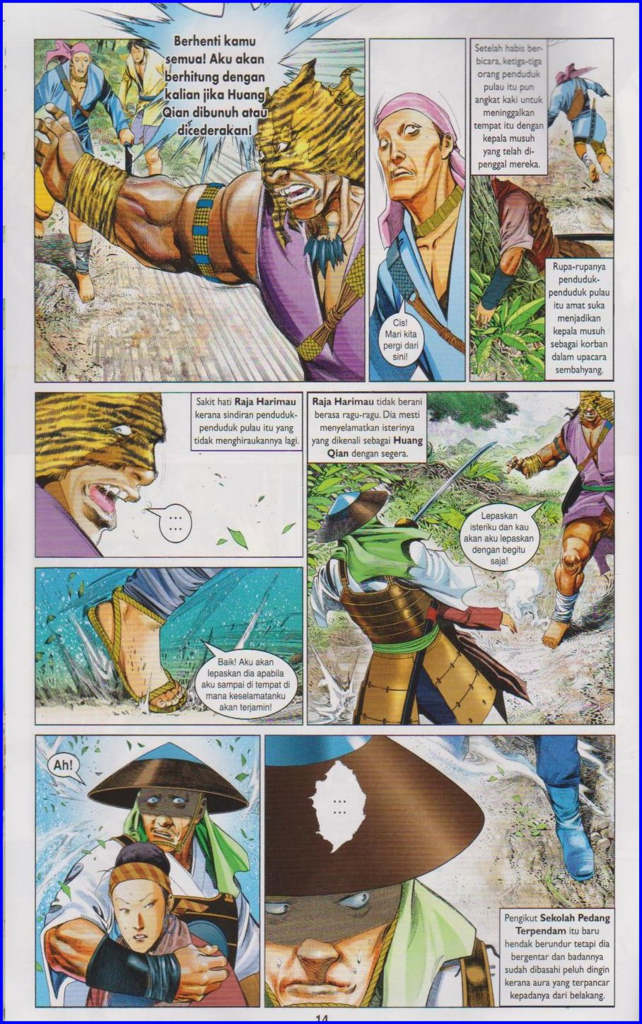 Berhenti kamu
semua! Aku akan
berhitung dengan
kalian jika Huang
Qian dibunuh atau
dicederakan!
Cis!
Mari kita
pergi dari
sini!
Setelah habis ber-
bicara, ketiga-tiga
orang penduduk
pulau itu pun
angkat kaki untuk
meninggalkan
tempat itu dengan
kepala musuh
yang telah di-
penggal mereka.
Rupa-rupanya
penduduk-
penduduk pulau
itu amat suka
menjadikan
kepala musuh
sebagai korban
dalam upacara
sembahyang.
Sakit hati Raja Harimau
kerana sindiran penduduk-
penduduk pulau itu yang
tidak menghiraukannya lagi.
...
...
Raja Harimau tidak berani
berasa ragu-ragu. Dia mesti
menyelamatkan isterinya
yang dikenali sebagai Huang
Qian dengan segera.
Lepaskan
isteriku dan kau
akan aku lepaskan
dengan begitu
saja!
Baik! Aku akan
lepaskan dia apabila
aku sampai di tempat di
mana keselamatanku
akan terjamin!
Ah!
...
...
Pengikut Sekolah Pedang
Terpendam itu baru
hendak berundur tetapi dia
bergentar dan badannya
sudah dibasahi peluh dingin
kerana aura yang terpancar
kepadanya dari belakang.
14